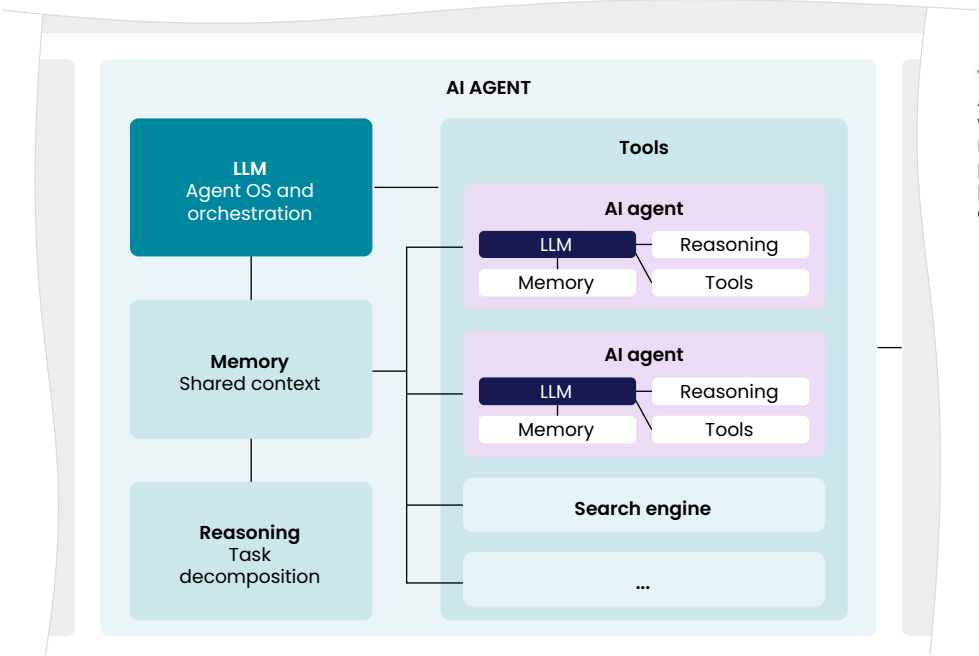 AI AGENT
LLM
Agent OS and
orchestration
Memory
Shared context
Reasoning
Task
decomposition
Tools
AI agent
LLM
Reasoning
Memory
Tools
AI agent
LLM
Reasoning
Memory
Tools
Search engine
...